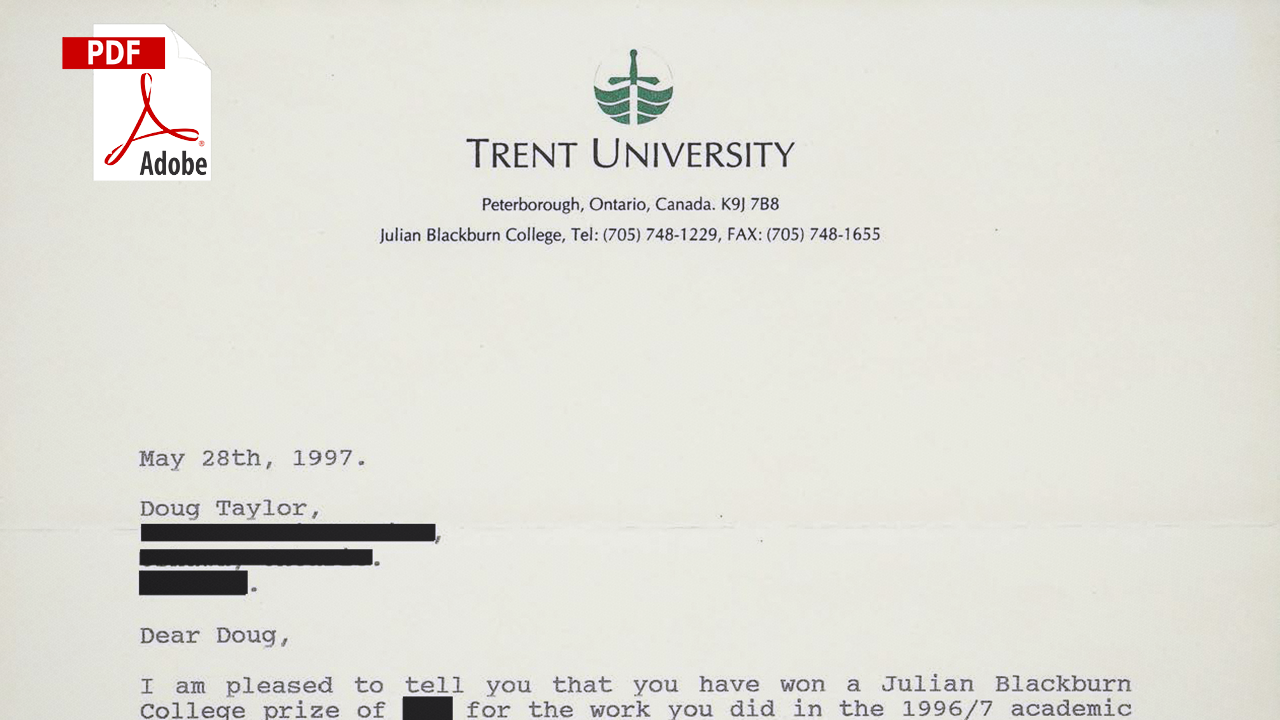 PDF
Adobe
TRENT UNIVERSITY
Peterborough, Ontario, Canada. K9J 7B8
Julian Blackburn College, Tel: (705) 748-1229, FAX: (705) 748-1655
May 28th, 1997.
Doug Taylor,
Dear Doug,
I am pleased to tell you that you have won a Julian Blackburn
College prize of for the work you did in the 1996/7 academic